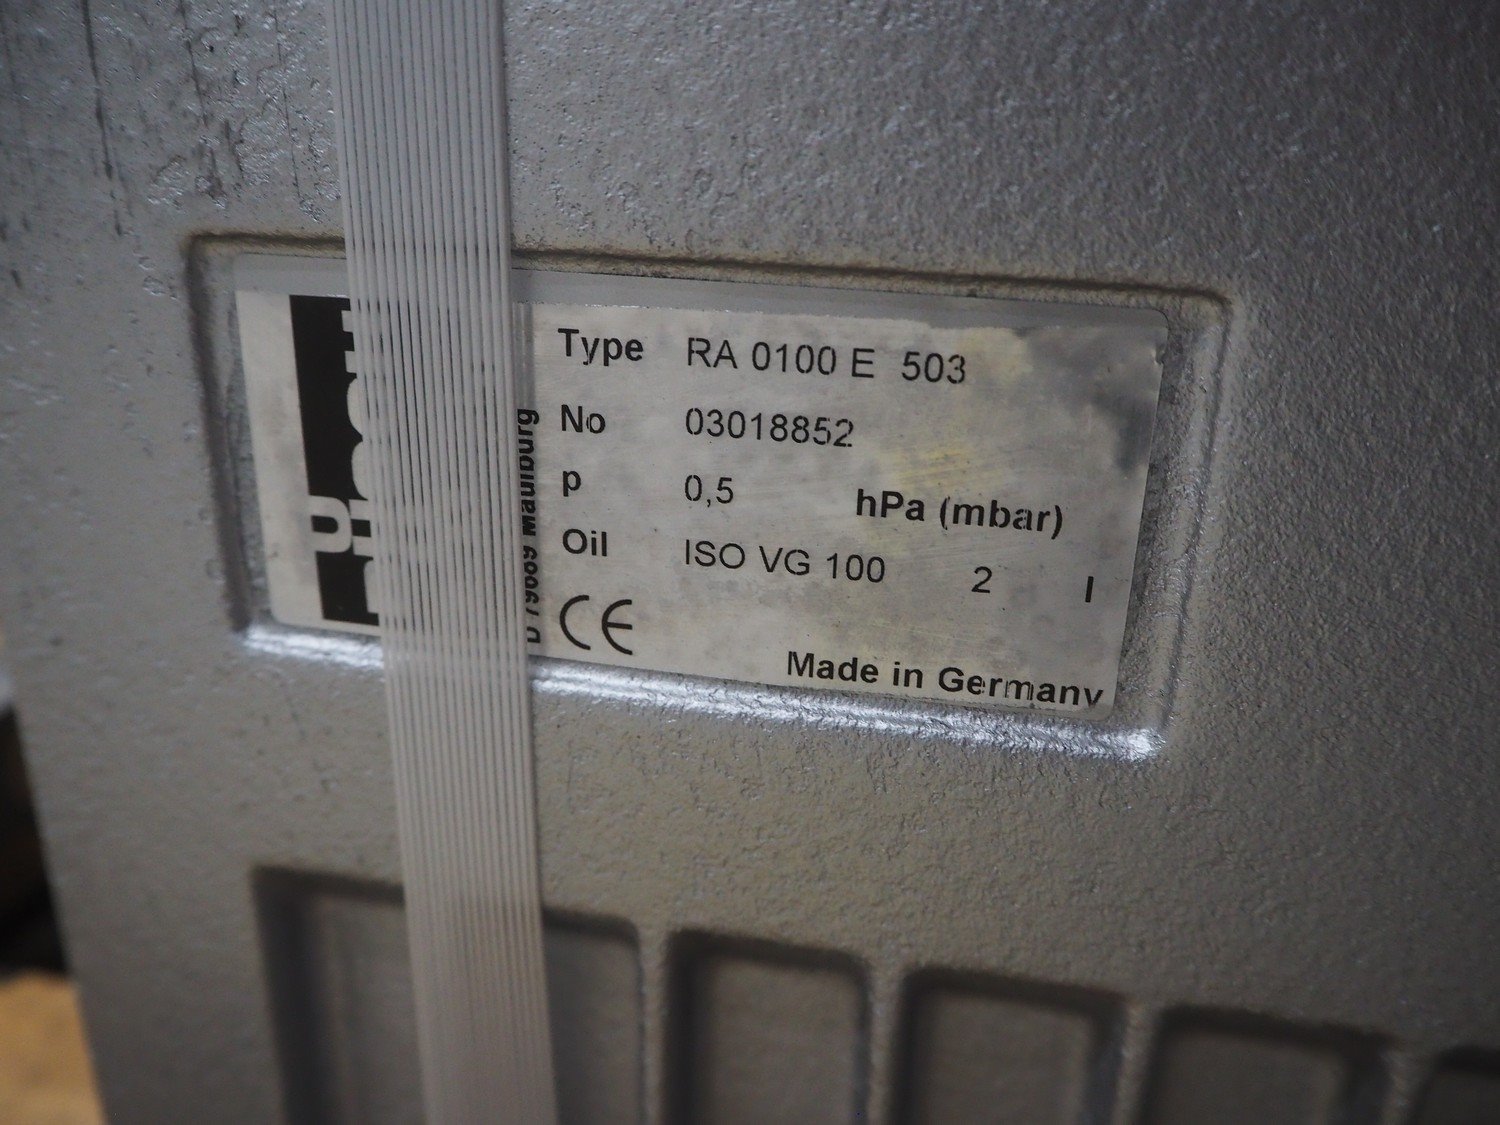 Type RA 0100 E 503
No 03018852
p 0,5 hPa (mbar)
Oil ISO VG 100 2 l
CE
Made in Germany